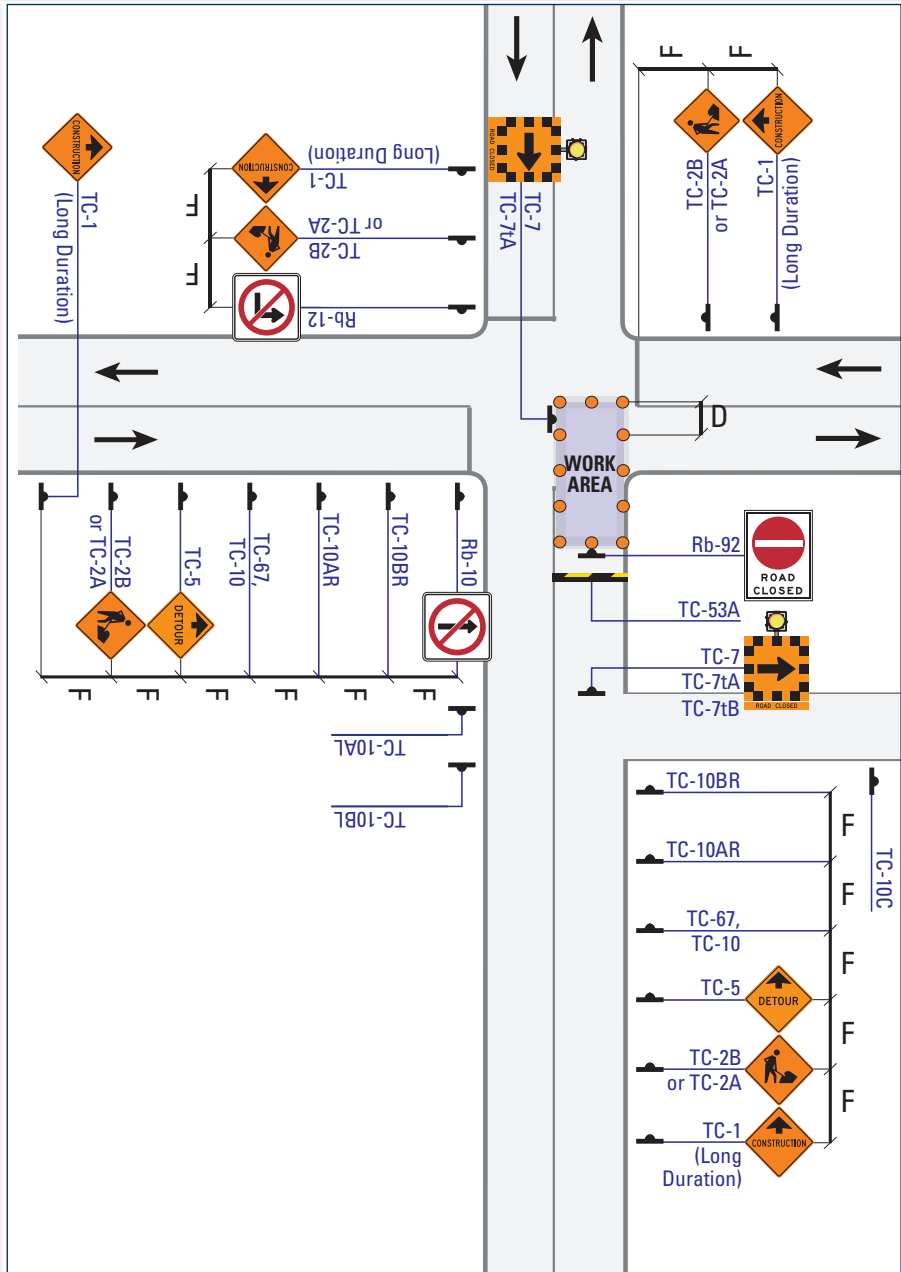 F
F
CONSTRUCTION
TC-2B
or TC-2A
TC-1
(Long Duration)
CONSTRUCTION
TC-1
(Long Duration)
CONSTRUCTION
TC-1
(Long Duration)
F
TC-2B
or TC-2A
F
Rb-12
ROAD CLOSED
TC-7
TC-7tA
D
WORK
AREA
TC-2B
or TC-2A
TC-5
DETOUR
TC-67,
TC-10
TC-10AR
TC-10BR
Rb-10
F
F
F
F
F
F
TC-10AL
TC-10BL
Rb-92
ROAD
CLOSED
TC-53A
TC-7
TC-7tA
TC-7tB
ROAD CLOSED
TC-10BR
F
TC-10C
TC-10AR
F
TC-67,
TC-10
F
TC-5
DETOUR
F
TC-2B
or TC-2A
F
TC-1
(Long
Duration)
CONSTRUCTION